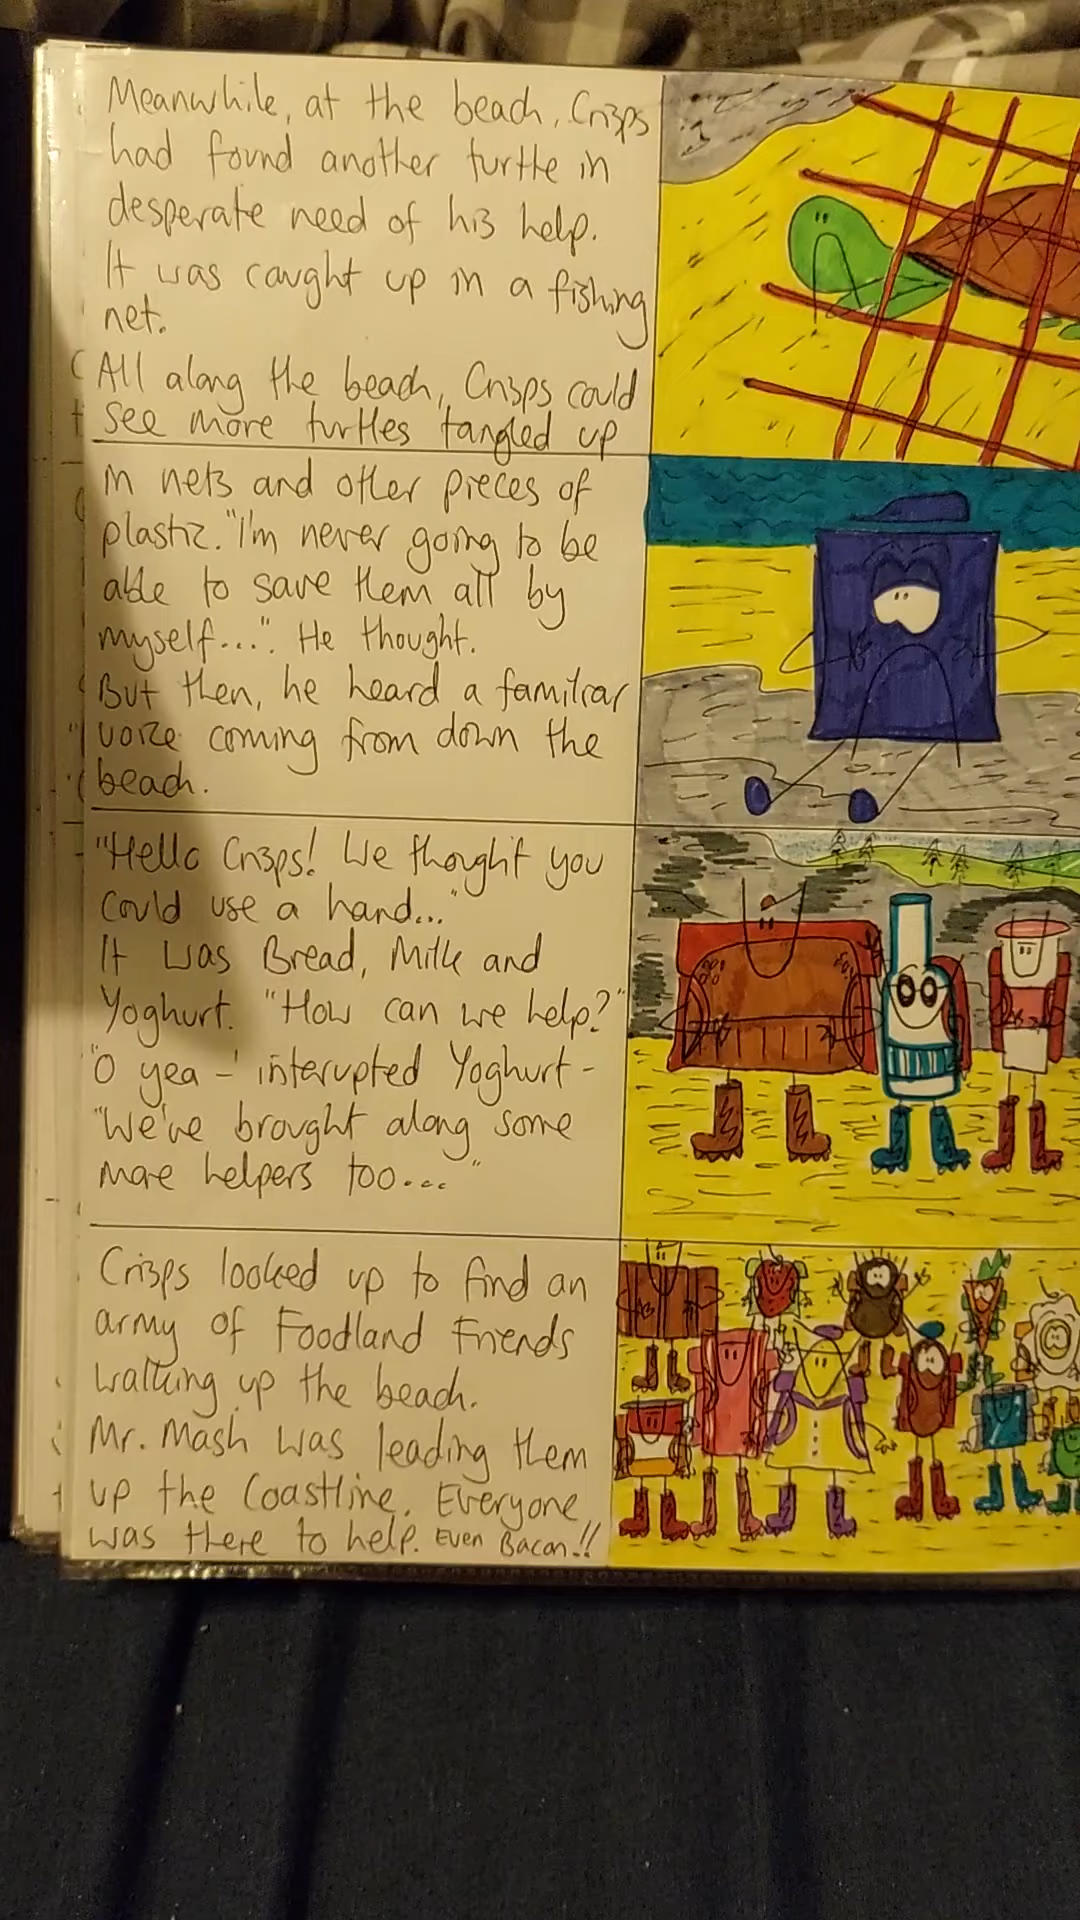 Meanwhile, at the beach, Crisps
had found another turtle in
desperate need of his help.
It was caught up in a fishing
net.
All along the beach, Crisps could
see more turtles tangled up
in nets and other pieces of
plastic. "I'm never going to be
able to save them all by
myself....". He thought.
But then, he heard a familiar
voice coming from down the
beach.
"Hello Crisps! We thought you
could use a hand..."
It was Bread, Milk and
Yoghurt. "How can we help?"
"O yea -' interupted Yoghurt -
"We've brought along some
more helpers too...."
Crisps looked up to find an
army of Foodland Friends
walking up the beach.
Mr. Mash was leading them
up the Coastline. Everyone
was there to help. Even Bacon!!